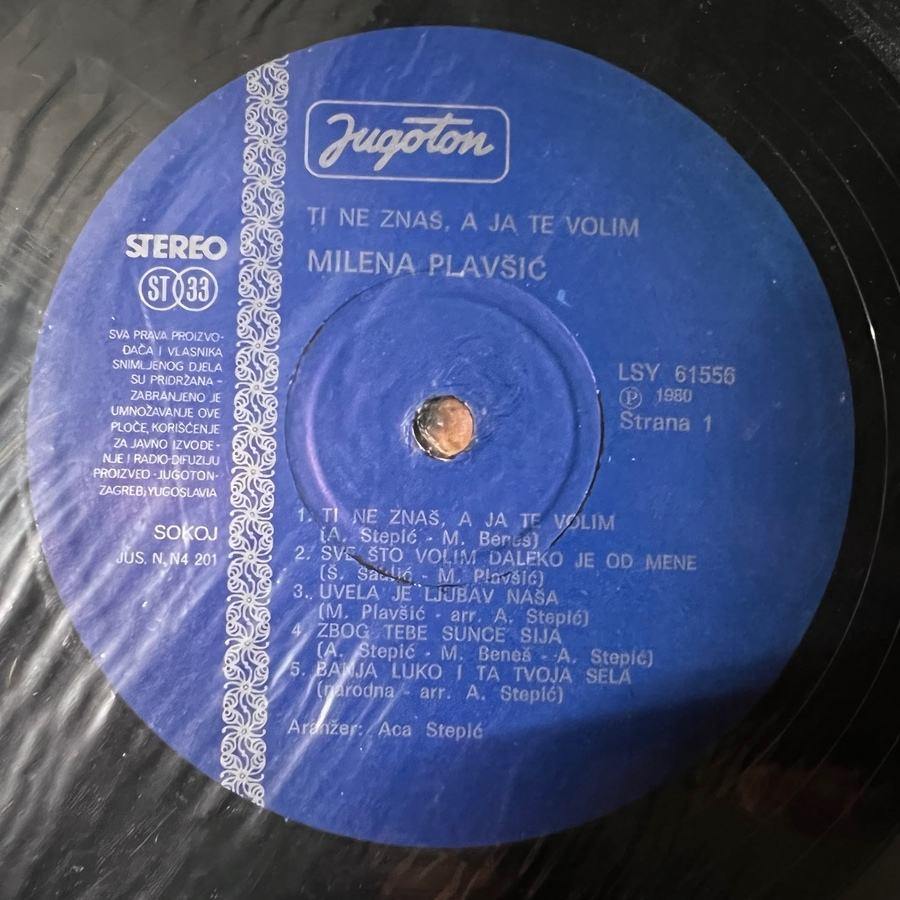 Jugoton
TI NE ZNAŠ, A JA TE VOLIM
MILENA PLAVŠIĆ
STEREO
ST 33
SVA PRAVA PROIZVO-
ĐAČA I VLASNIKA
SNIMLJENOG DJELA
SU PRIDRŽANA -
ZABRANJENO JE
UMNOŽAVANJE OVE
PLOČE, KORIŠĆENJE
ZA JAVNO IZVOĐE-
NJE I RADIO-DIFUZIJU
PROIZVEO -JUGOTON-
ZAGREB, YUGOSLAVIA
SOKOJ
JUS. N. N4 201
LSY 61556
Ⓟ 1980
Strana 1
1. TI NE ZNAŠ, A JA TE VOLIM
(A. Stepić - M. Beneš)
2. SVE ŠTO VOLIM DALEKO JE OD MENE
(Š. Saulić - M. Plavšić)
3. UVELA JE LJUBAV NAŠA
(M. Plavšić - arr. A. Stepić)
4. ZBOG TEBE SUNCE SIJA
(A. Stepić - M. Beneš - A. Stepić)
5. BANJA LUKO I TA TVOJA SELA
(narodna - arr. A. Stepić)
Aranžer: Aca Stepić